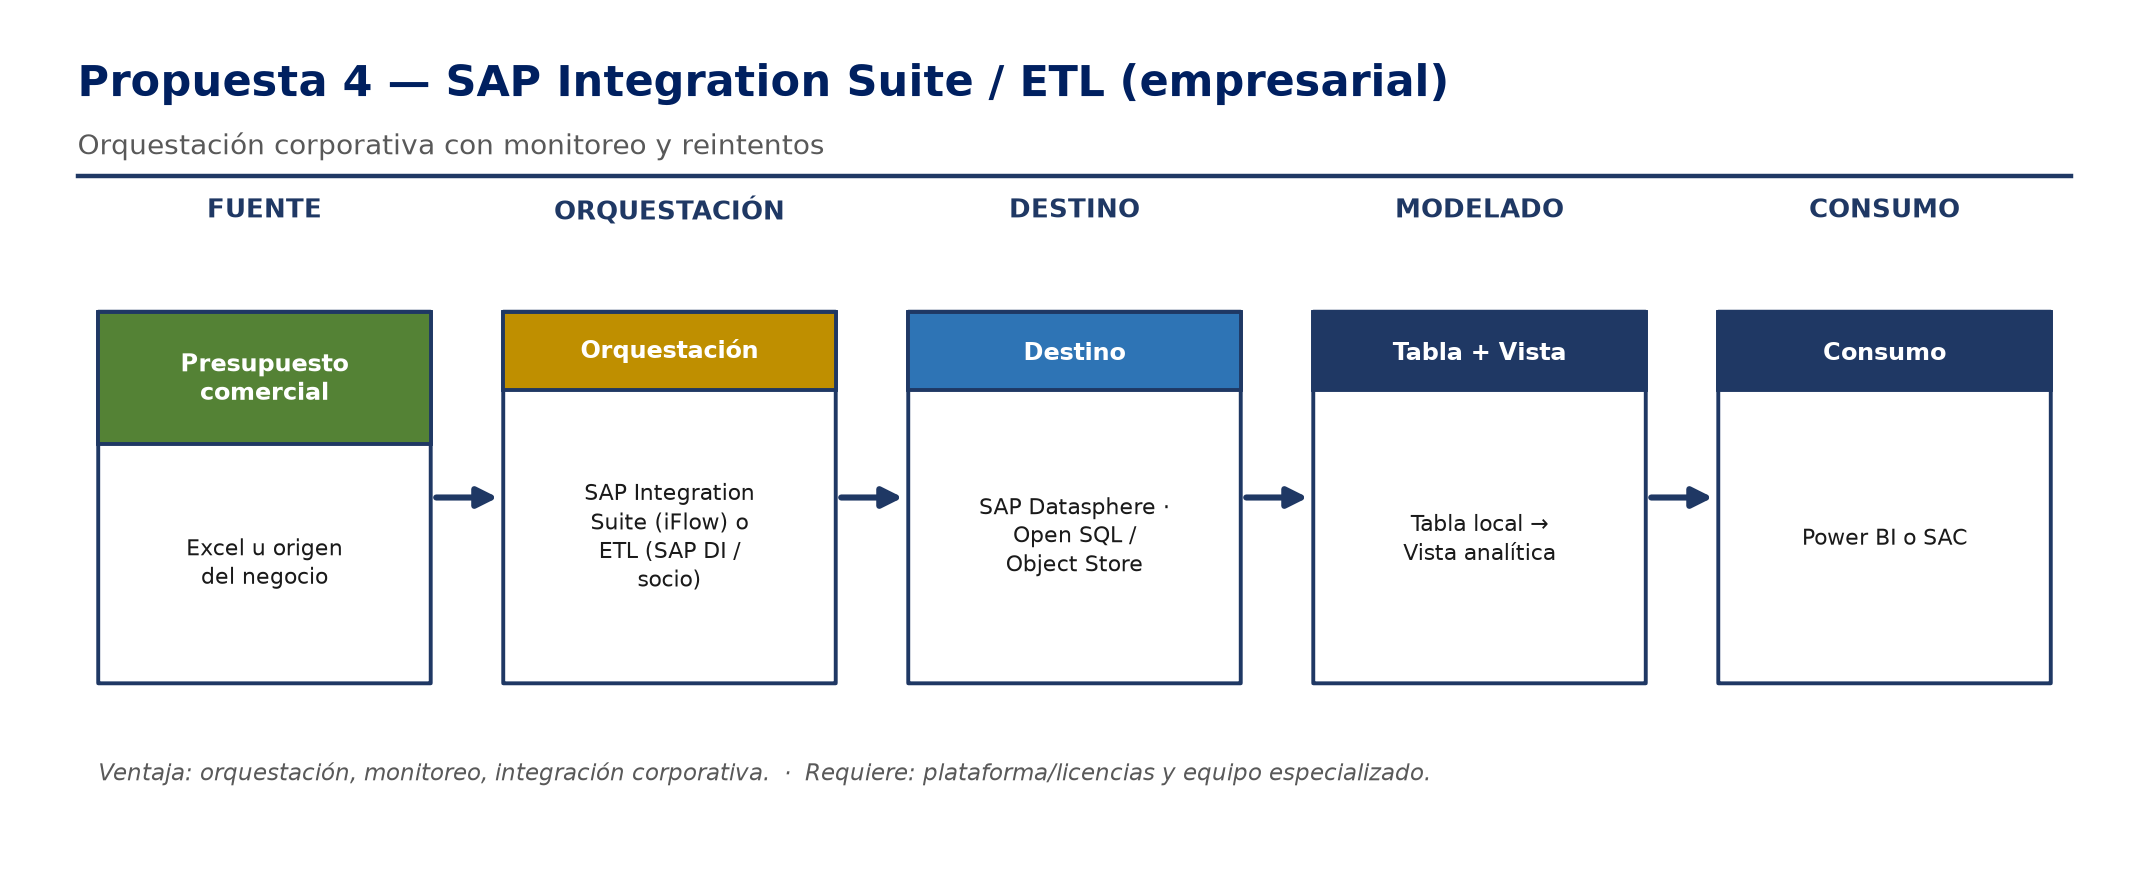 Propuesta 4 — SAP Integration Suite / ETL (empresarial)
Orquestación corporativa con monitoreo y reintentos
FUENTE
ORQUESTACIÓN
DESTINO
MODELADO
CONSUMO
Presupuesto
comercial
Excel u origen
del negocio
Orquestación
SAP Integration
Suite (iFlow) o
ETL (SAP DI /
socio)
Destino
SAP Datasphere ·
Open SQL /
Object Store
Tabla + Vista
Tabla local →
Vista analítica
Consumo
Power BI o SAC
Ventaja: orquestación, monitoreo, integración corporativa.  ·  Requiere: plataforma/licencias y equipo especializado.